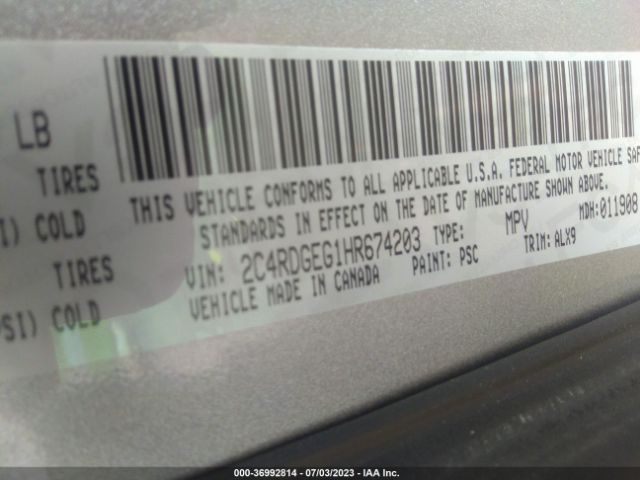 LB
TIRES
I) COLD
TIRES
SI) COLD
THIS VEHICLE CONFORMS TO ALL APPLICABLE U.S.A. FEDERAL MOTOR VEHICLE SAF
STANDARDS IN EFFECT ON THE DATE OF MANUFACTURE SHOWN ABOVE.
MDH:011908
VIN: 2C4RDGEG1HR674203 TYPE: MPV
VEHICLE MADE IN CANADA PAINT: PSC TRIM: ALX9
000-36992814 - 07/03/2023 - IAA Inc.